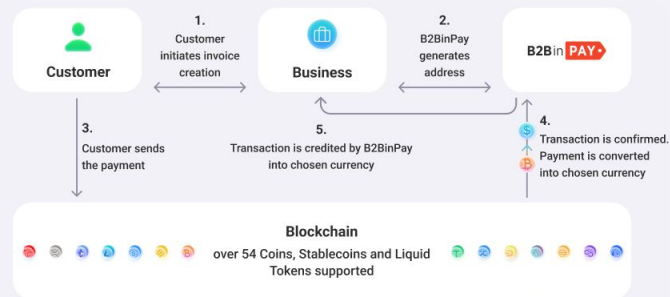 Customer
1.
Customer
initiates invoice
creation
Business
2.
B2BinPay
generates
address
B2Bin PAY
3.
Customer sends
the payment
5.
Transaction is credited by B2BinPay
into chosen currency
4.
Transaction is confirmed.
Payment is converted
into chosen currency
Blockchain
over 54 Coins, Stablecoins and Liquid
Tokens supported